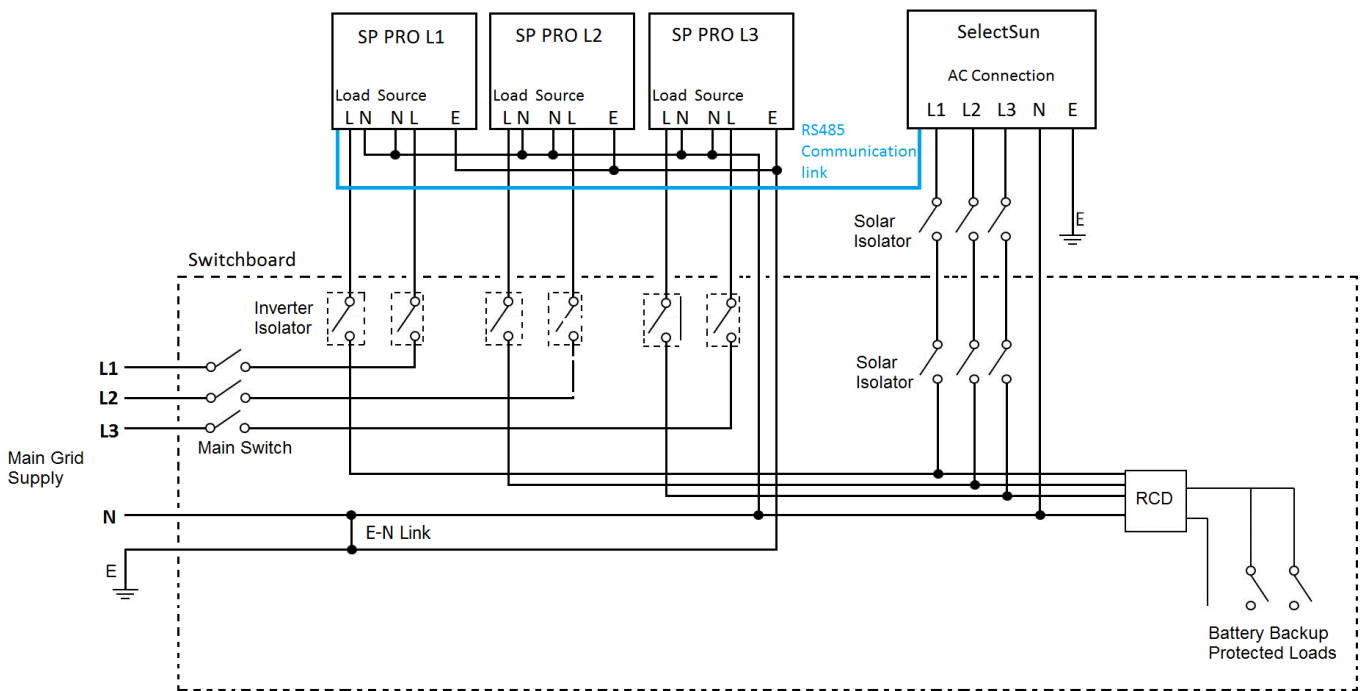 SP PRO L1
SP PRO L2
SP PRO L3
SelectSun
AC Connection
Load Source
Load Source
Load Source
L N N L E
L N N L E
L N N L E
L1 L2 L3 N E
RS485
Communication
link
Solar
Isolator
E
Switchboard
Inverter
Isolator
L1
L2
L3
Main Switch
Solar
Isolator
Main Grid
Supply
RCD
N
E-N Link
E
Battery Backup
Protected Loads